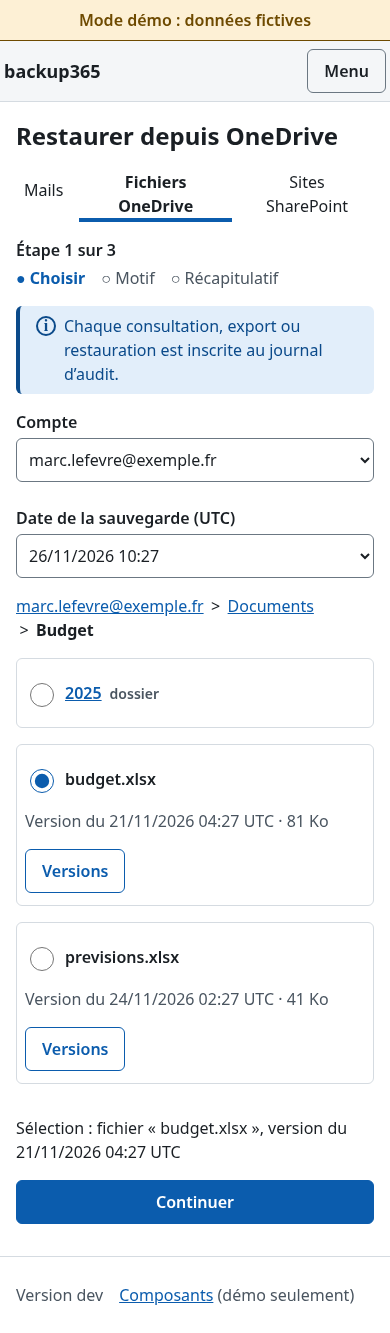 Mode démo : données fictives
backup365
Menu
Restaurer depuis OneDrive
Mails
Fichiers
OneDrive
Sites
SharePoint
Étape 1 sur 3
● Choisir ○ Motif ○ Récapitulatif
Chaque consultation, export ou
restauration est inscrite au journal
d’audit.
Compte
marc.lefevre@exemple.fr
Date de la sauvegarde (UTC)
26/11/2026 10:27
marc.lefevre@exemple.fr > Documents
> Budget
2025 dossier
budget.xlsx
Version du 21/11/2026 04:27 UTC · 81 Ko
Versions
previsions.xlsx
Version du 24/11/2026 02:27 UTC · 41 Ko
Versions
Sélection : fichier « budget.xlsx », version du
21/11/2026 04:27 UTC
Continuer
Version dev Composants (démo seulement)